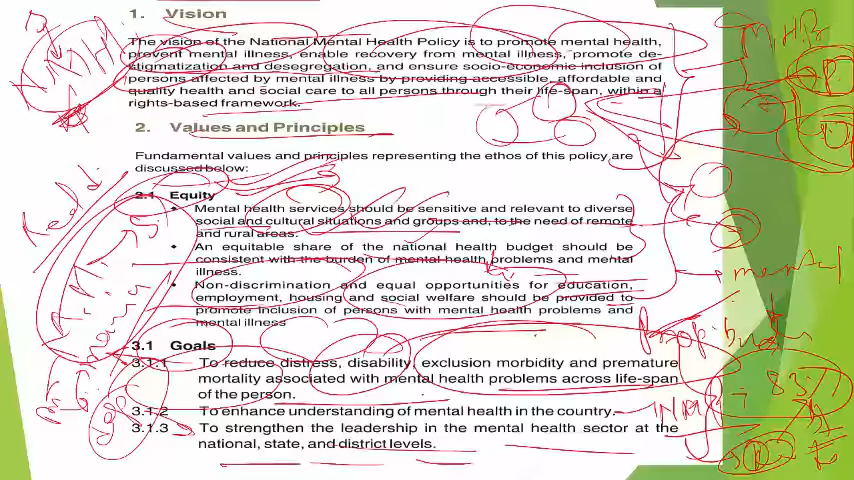 1. Vision
The vision of the National Mental Health Policy is to promote mental health,
prevent mental illness, enable recovery from mental illness, promote de-
stigmatization and desegregation, and ensure socio-economic inclusion of
persons affected by mental illness by providing accessible, affordable and
quality health and social care to all persons through their life-span, within a
rights-based framework.
2. Values and Principles
Fundamental values and principles representing the ethos of this policy are
discussed below:
2.1 Equity
• Mental health services should be sensitive and relevant to diverse
social and cultural situations and groups and, to the need of remote
and rural areas.
• An equitable share of the national health budget should be
consistent with the burden of mental health problems and mental
illness.
• Non-discrimination and equal opportunities for education,
employment, housing and social welfare should be provided to
promote inclusion of persons with mental health problems and
mental illness
3.1 Goals
3.1.1 To reduce distress, disability, exclusion morbidity and premature
mortality associated with mental health problems across life-span
of the person.
3.1.2 To enhance understanding of mental health in the country.
3.1.3 To strengthen the leadership in the mental health sector at the
national, state, and district levels.
mental